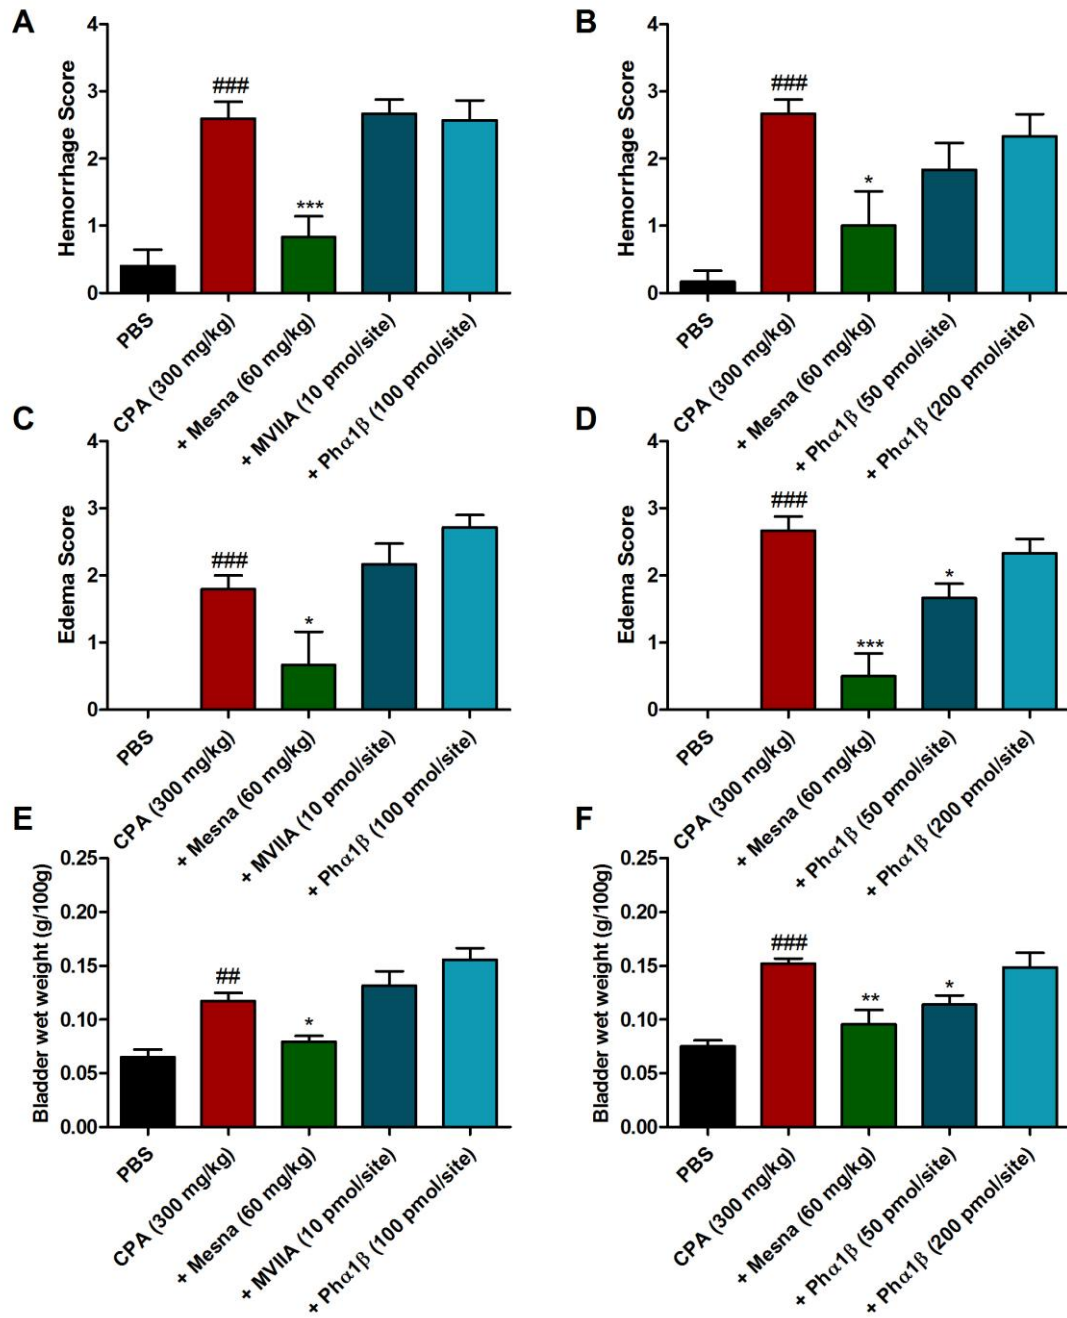 A
Hemorrhage Score
4
3
2
1
0
###
***
PBS
CPA (300 mg/kg)
+ Mesna (60 mg/kg)
+ MVIIA (10 pmol/site)
+ Phα1β (100 pmol/site)
B
Hemorrhage Score
4
3
2
1
0
###
*
PBS
CPA (300 mg/kg)
+ Mesna (60 mg/kg)
+ Phα1β (50 pmol/site)
+ Phα1β (200 pmol/site)
C
Edema Score
4
3
2
1
0
###
*
PBS
CPA (300 mg/kg)
+ Mesna (60 mg/kg)
+ MVIIA (10 pmol/site)
+ Phα1β (100 pmol/site)
D
Edema Score
4
3
2
1
0
###
***
*
PBS
CPA (300 mg/kg)
+ Mesna (60 mg/kg)
+ Phα1β (50 pmol/site)
+ Phα1β (200 pmol/site)
E
Bladder wet weight (g/100g)
0.25
0.20
0.15
0.10
0.05
0.00
##
*
PBS
CPA (300 mg/kg)
+ Mesna (60 mg/kg)
+ MVIIA (10 pmol/site)
+ Phα1β (100 pmol/site)
F
Bladder wet weight (g/100g)
0.25
0.20
0.15
0.10
0.05
0.00
###
**
*
PBS
CPA (300 mg/kg)
+ Mesna (60 mg/kg)
+ Phα1β (50 pmol/site)
+ Phα1β (200 pmol/site)